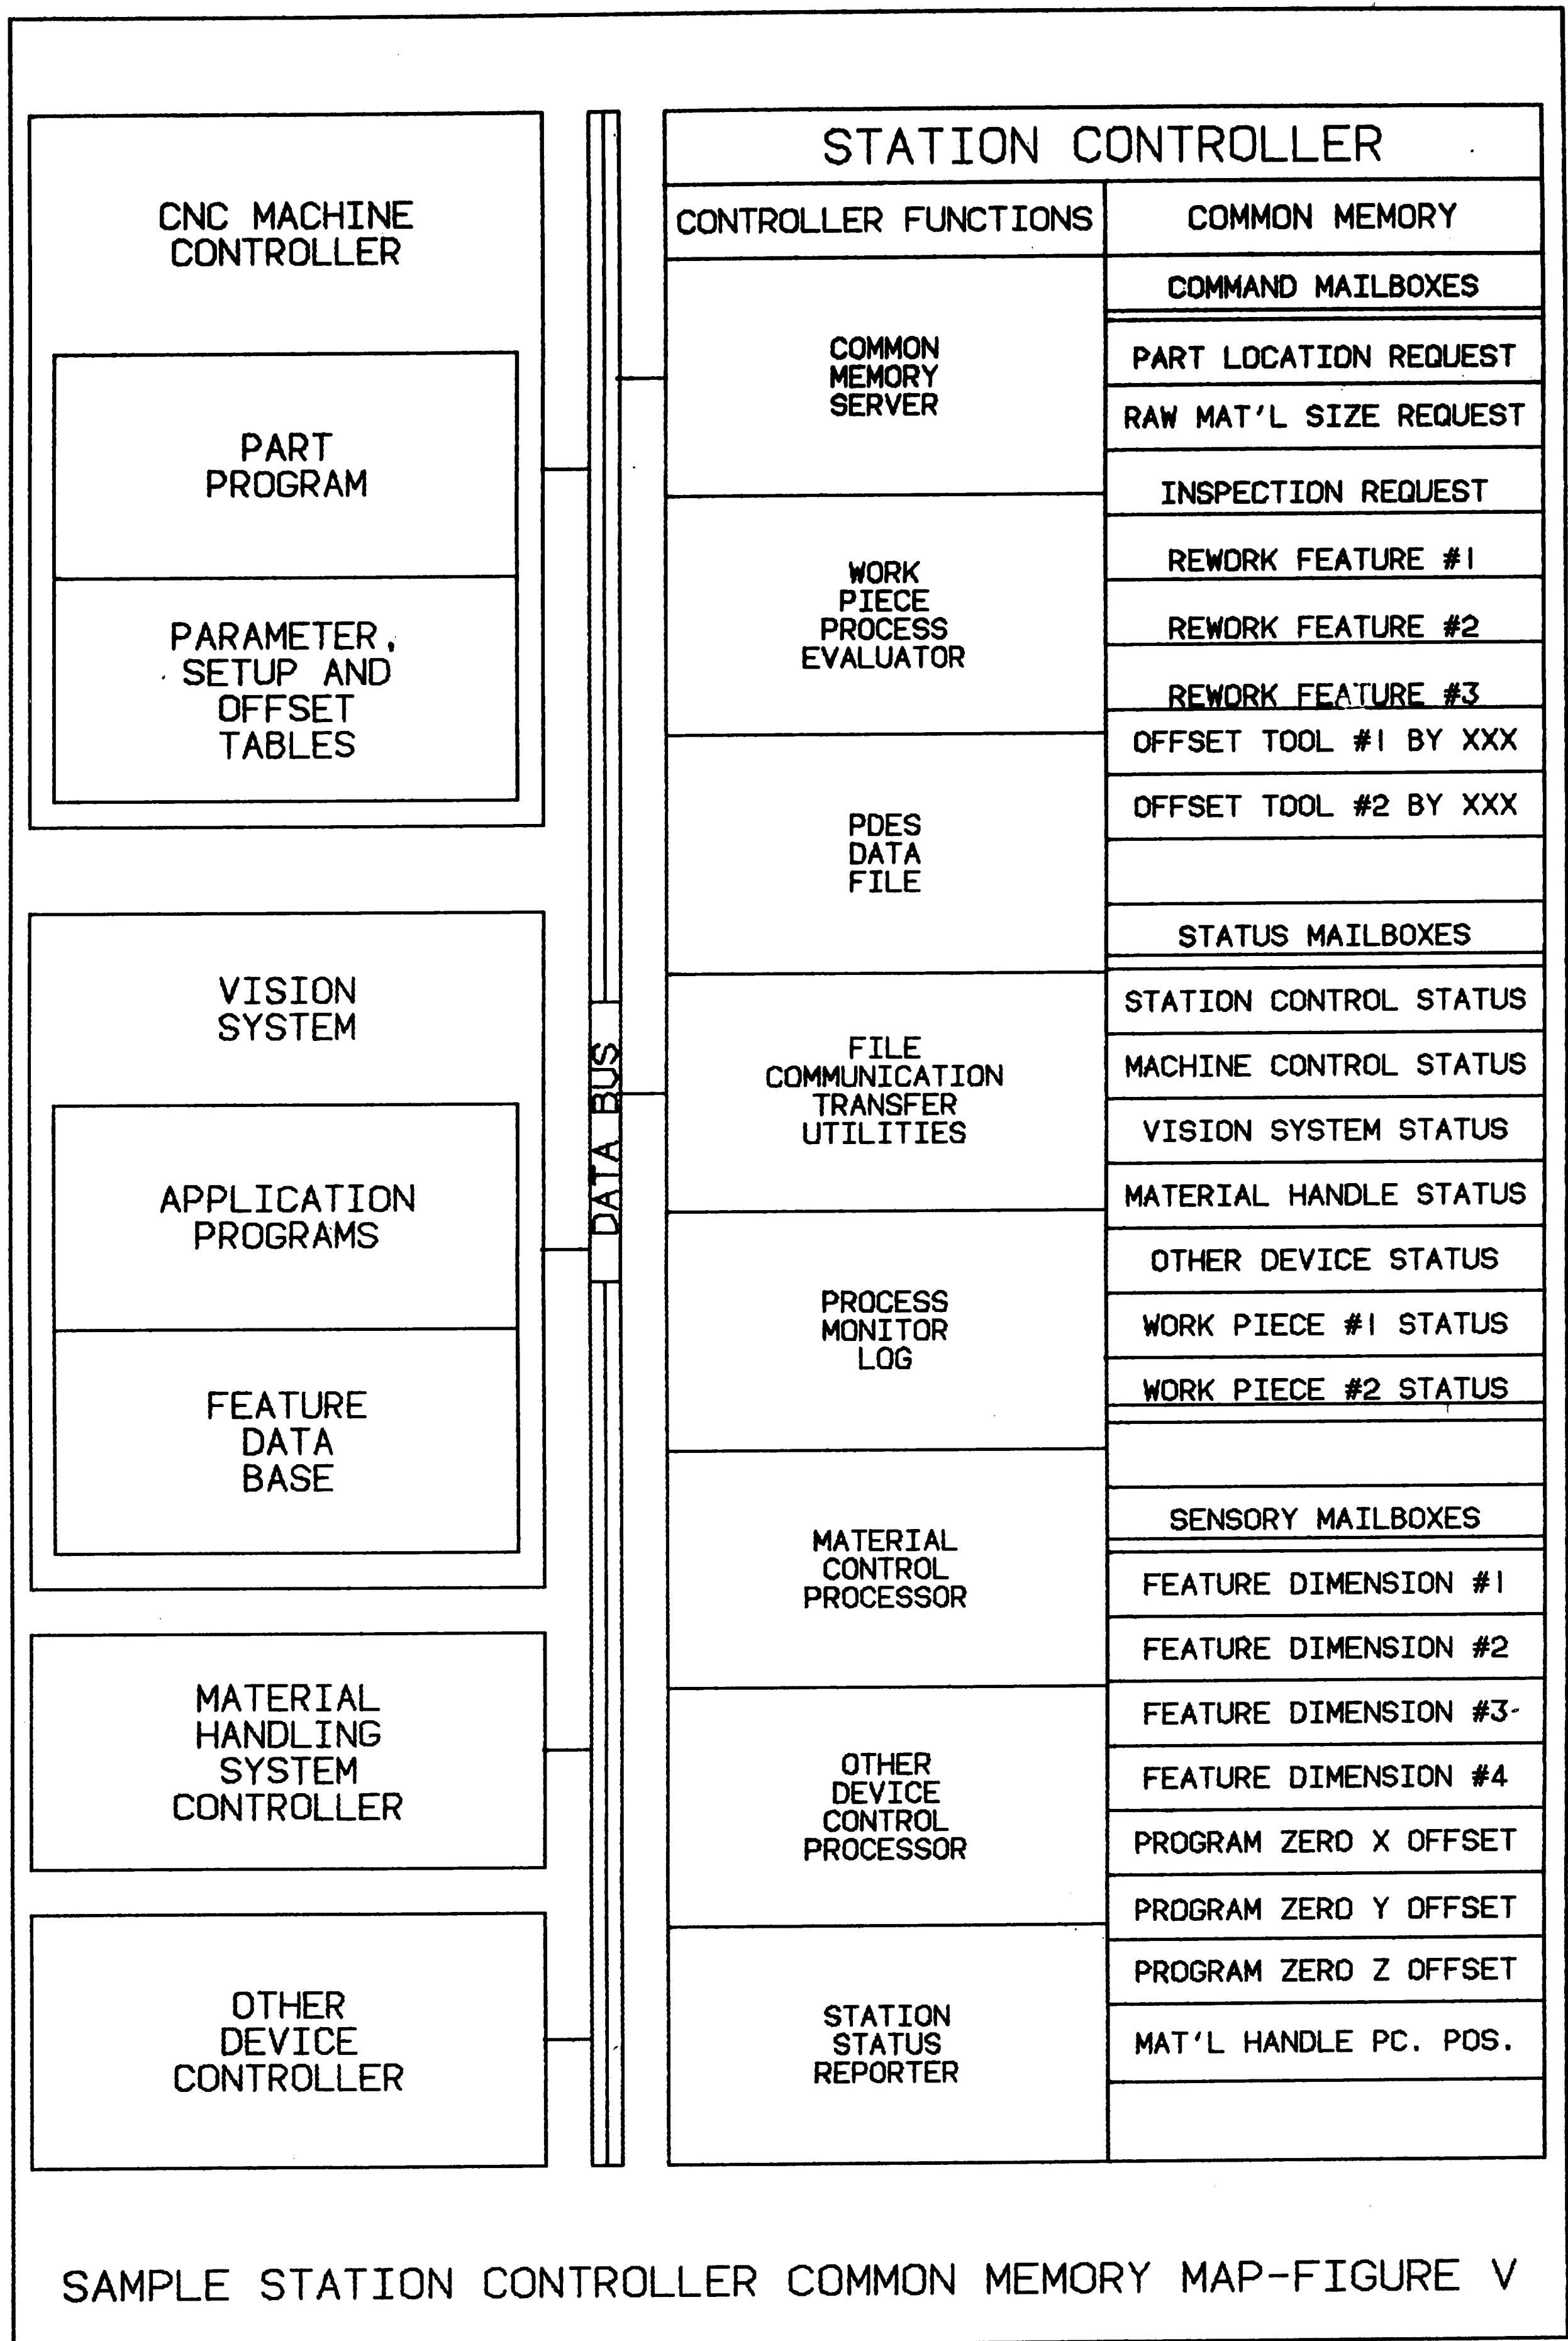 CNC MACHINE
CONTROLLER
PART
PROGRAM
PARAMETER,
SETUP AND
OFFSET
TABLES
VISION
SYSTEM
APPLICATION
PROGRAMS
FEATURE
DATA
BASE
MATERIAL
HANDLING
SYSTEM
CONTROLLER
OTHER
DEVICE
CONTROLLER
DATA BUS
STATION CONTROLLER
CONTROLLER FUNCTIONS
COMMON
MEMORY
SERVER
WORK
PIECE
PROCESS
EVALUATOR
PDES
DATA
FILE
FILE
COMMUNICATION
TRANSFER
UTILITIES
PROCESS
MONITOR
LOG
MATERIAL
CONTROL
PROCESSOR
OTHER
DEVICE
CONTROL
PROCESSOR
STATION
STATUS
REPORTER
COMMON MEMORY
COMMAND MAILBOXES
PART LOCATION REQUEST
RAW MAT'L SIZE REQUEST
INSPECTION REQUEST
REWORK FEATURE #1
REWORK FEATURE #2
REWORK FEATURE #3
OFFSET TOOL #1 BY XXX
OFFSET TOOL #2 BY XXX
STATUS MAILBOXES
STATION CONTROL STATUS
MACHINE CONTROL STATUS
VISION SYSTEM STATUS
MATERIAL HANDLE STATUS
OTHER DEVICE STATUS
WORK PIECE #1 STATUS
WORK PIECE #2 STATUS
SENSORY MAILBOXES
FEATURE DIMENSION #1
FEATURE DIMENSION #2
FEATURE DIMENSION #3
FEATURE DIMENSION #4
PROGRAM ZERO X OFFSET
PROGRAM ZERO Y OFFSET
PROGRAM ZERO Z OFFSET
MAT'L HANDLE PC. POS.
SAMPLE STATION CONTROLLER COMMON MEMORY MAP-FIGURE V